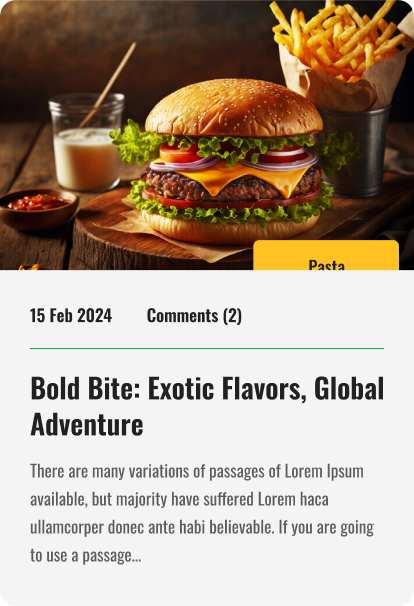 Pasta
15 Feb 2024 Comments (2)
Bold Bite: Exotic Flavors, Global
Adventure
There are many variations of passages of Lorem Ipsum
available, but majority have suffered Lorem haca
ullamcorper donec ante habi believable. If you are going
to use a passage...